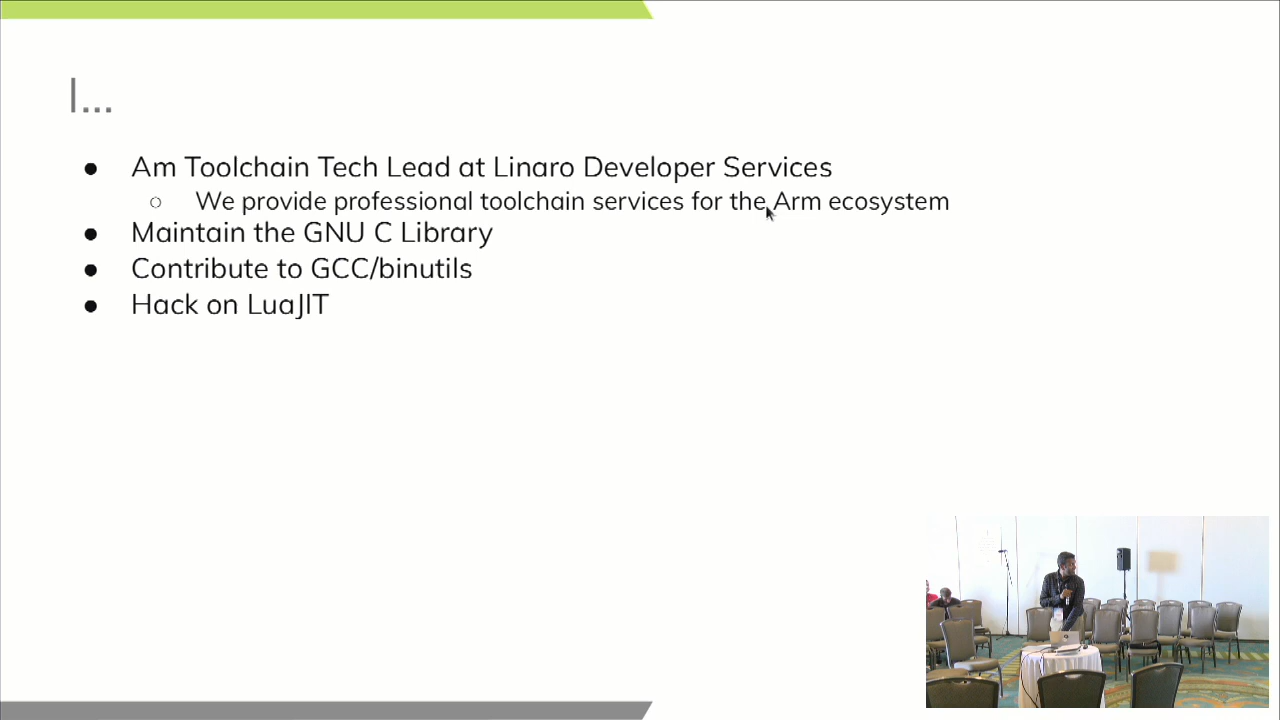 I...
● Am Toolchain Tech Lead at Linaro Developer Services
○ We provide professional toolchain services for the Arm ecosystem
● Maintain the GNU C Library
● Contribute to GCC/binutils
● Hack on LuaJIT